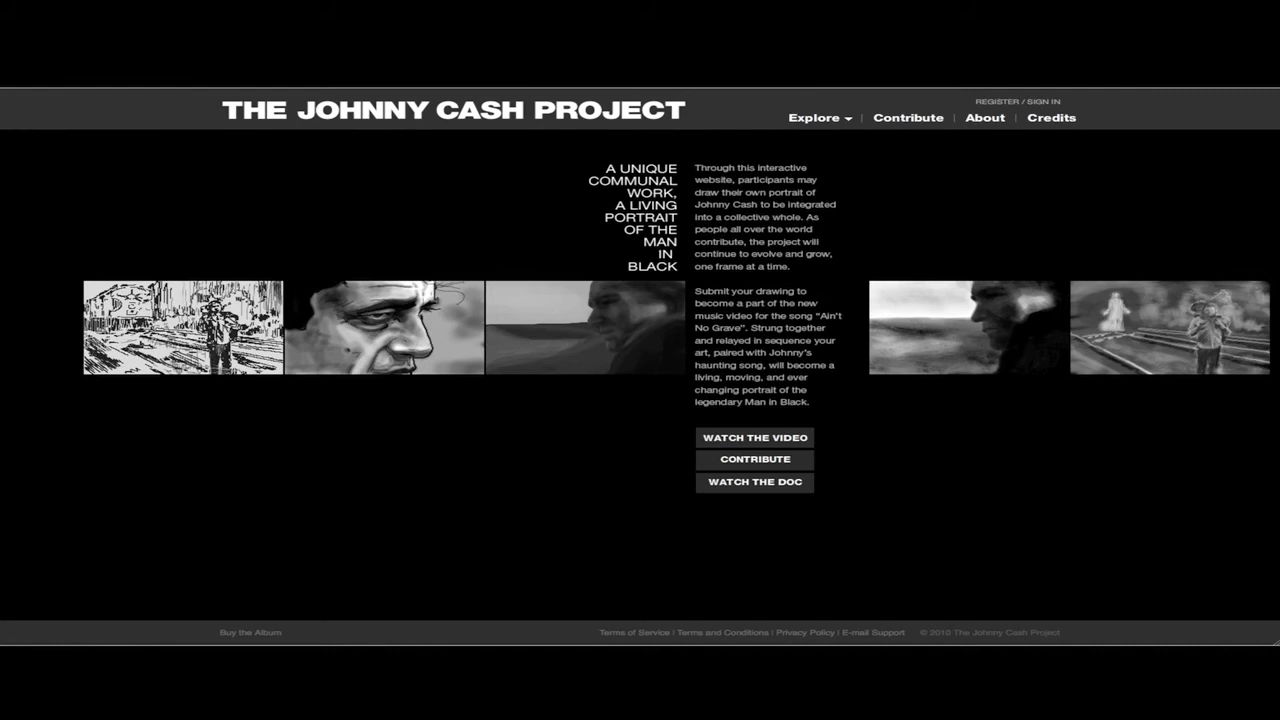 THE JOHNNY CASH PROJECT
REGISTER / SIGN IN
Explore | Contribute | About | Credits
A UNIQUE
COMMUNAL
WORK,
A LIVING
PORTRAIT
OF THE
MAN
IN
BLACK
Through this interactive
website, participants may
draw their own portrait of
Johnny Cash to be integrated
into a collective whole. As
people all over the world
contribute, the project will
continue to evolve and grow,
one frame at a time.
Submit your drawing to
become a part of the new
music video for the song “Ain’t
No Grave”. Strung together
and relayed in sequence your
art, paired with Johnny’s
haunting song, will become a
living, moving, and ever
changing portrait of the
legendary Man in Black.
WATCH THE VIDEO
CONTRIBUTE
WATCH THE DOC
Buy the Album
Terms of Service | Terms and Conditions | Privacy Policy | E-mail Support © 2010 The Johnny Cash Project